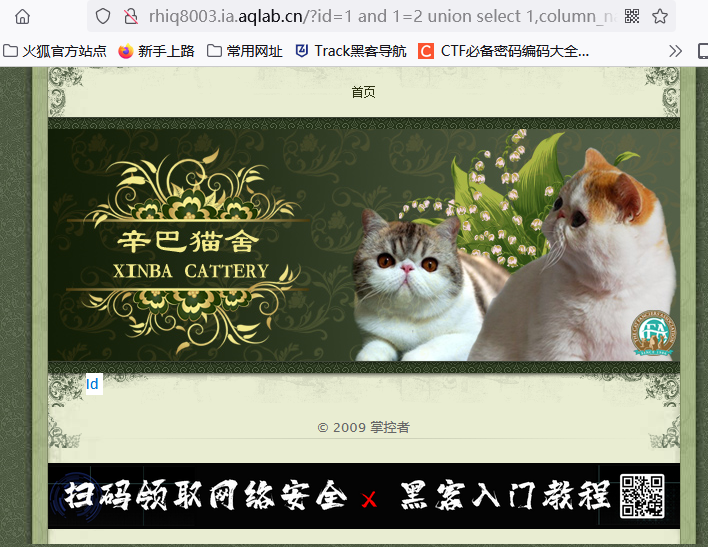 rhiq8003.ia.aqlab.cn/?id=1 and 1=2 union select 1,column_na
火狐官方站点 新手上路 常用网址 Track黑客导航 CTF必备密码编码大全...
首页
辛巴猫舍
XINBA CATTERY
CFA
Id
© 2009 掌控者
扫码领取网络安全 x 黑客入门教程